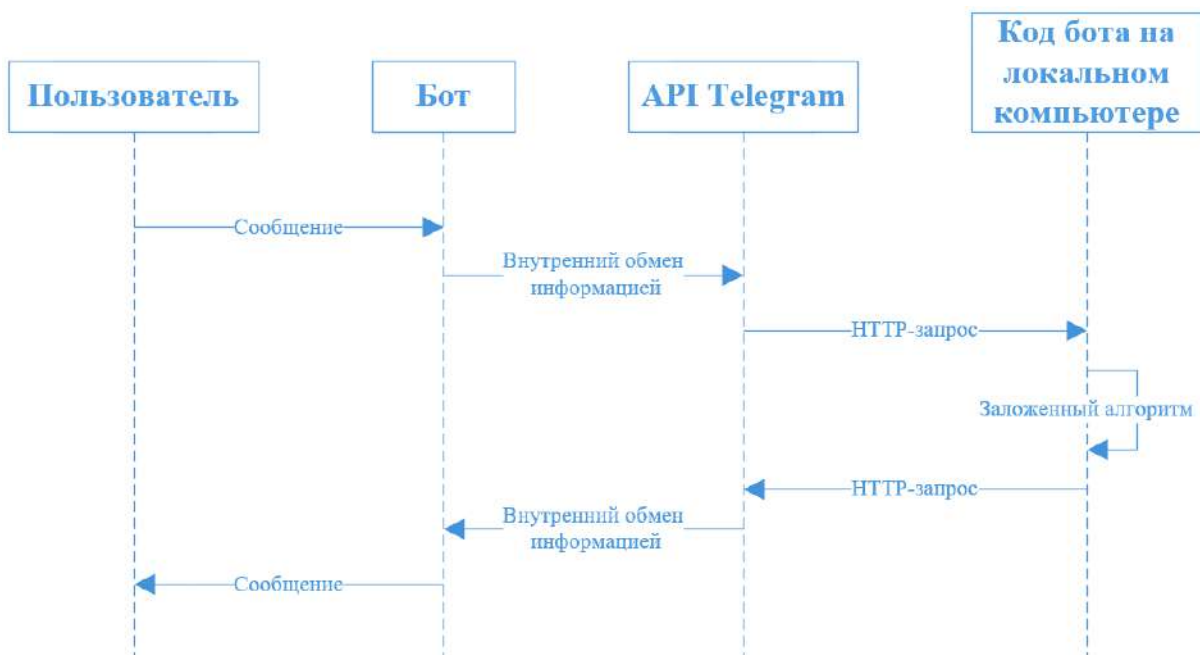 Пользователь
Бот
API Telegram
Код бота на
локальном
компьютере
Сообщение
Внутренний обмен
информацией
HTTP-запрос
Заложенный алгоритм
HTTP-запрос
Внутренний обмен
информацией
Сообщение